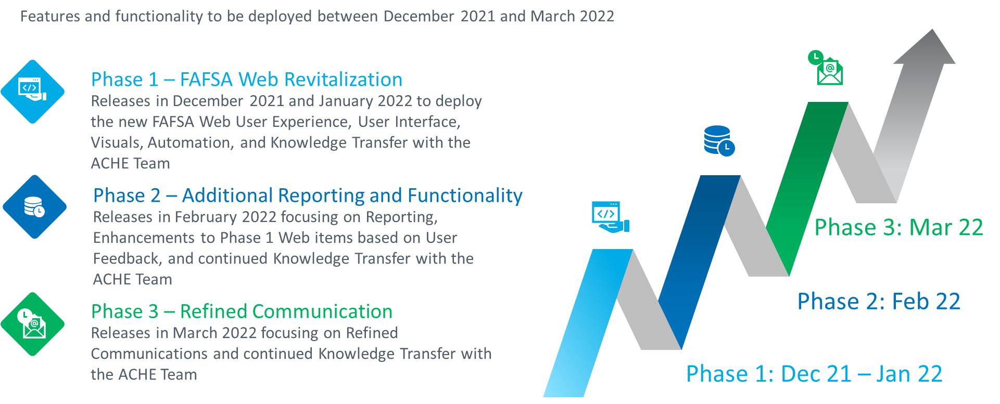 Features and functionality to be deployed between December 2021 and March 2022
Phase 1 – FAFSA Web Revitalization
Releases in December 2021 and January 2022 to deploy
the new FAFSA Web User Experience, User Interface,
Visuals, Automation, and Knowledge Transfer with the
ACHE Team
Phase 2 – Additional Reporting and Functionality
Releases in February 2022 focusing on Reporting,
Enhancements to Phase 1 Web items based on User
Feedback, and continued Knowledge Transfer with the
ACHE Team
Phase 3 – Refined Communication
Releases in March 2022 focusing on Refined
Communications and continued Knowledge Transfer with
the ACHE Team
Phase 3: Mar 22
Phase 2: Feb 22
Phase 1: Dec 21 – Jan 22